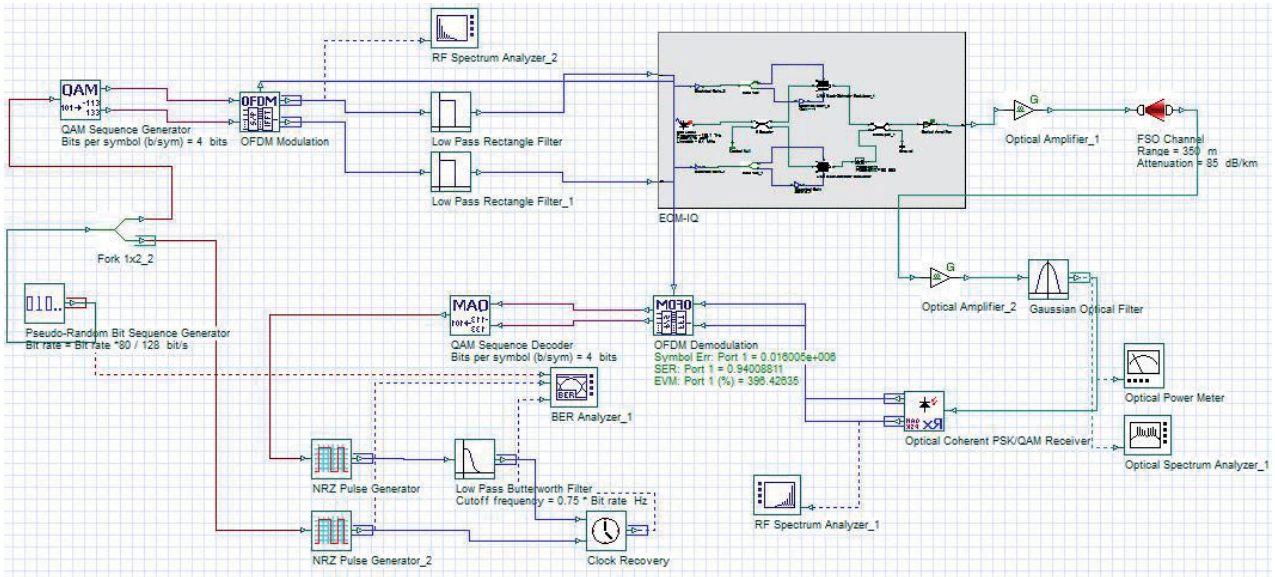 RF Spectrum Analyzer_2
QAM
101→ -113
133
QAM Sequence Generator
Bits per symbol (b/sym) = 4 bits
OFDM
OFDM Modulation
Low Pass Rectangle Filter
Low Pass Rectangle Filter_1
EOM-IQ
G
Optical Amplifier_1
FSO Channel
Range = 350 m
Attenuation = 85 dB/km
Fork 1x2_2
010..
Pseudo-Random Bit Sequence Generator
Bit rate = Bit rate *80 / 128 bit/s
G
Optical Amplifier_2
Gaussian Optical Filter
QAM Sequence Decoder
Bits per symbol (b/sym) = 4 bits
OFDM Demodulation
Symbol Err: Port 1 = 0.016005e+006
SER: Port 1 = 0.94008811
EVM: Port 1 (%) = 396.42635
BER
BER Analyzer_1
Optical Power Meter
Optical Coherent PSK/QAM Receiver
Optical Spectrum Analyzer_1
NRZ Pulse Generator
Low Pass Butterworth Filter
Cutoff frequency = 0.75 * Bit rate Hz
RF Spectrum Analyzer_1
NRZ Pulse Generator_2
Clock Recovery